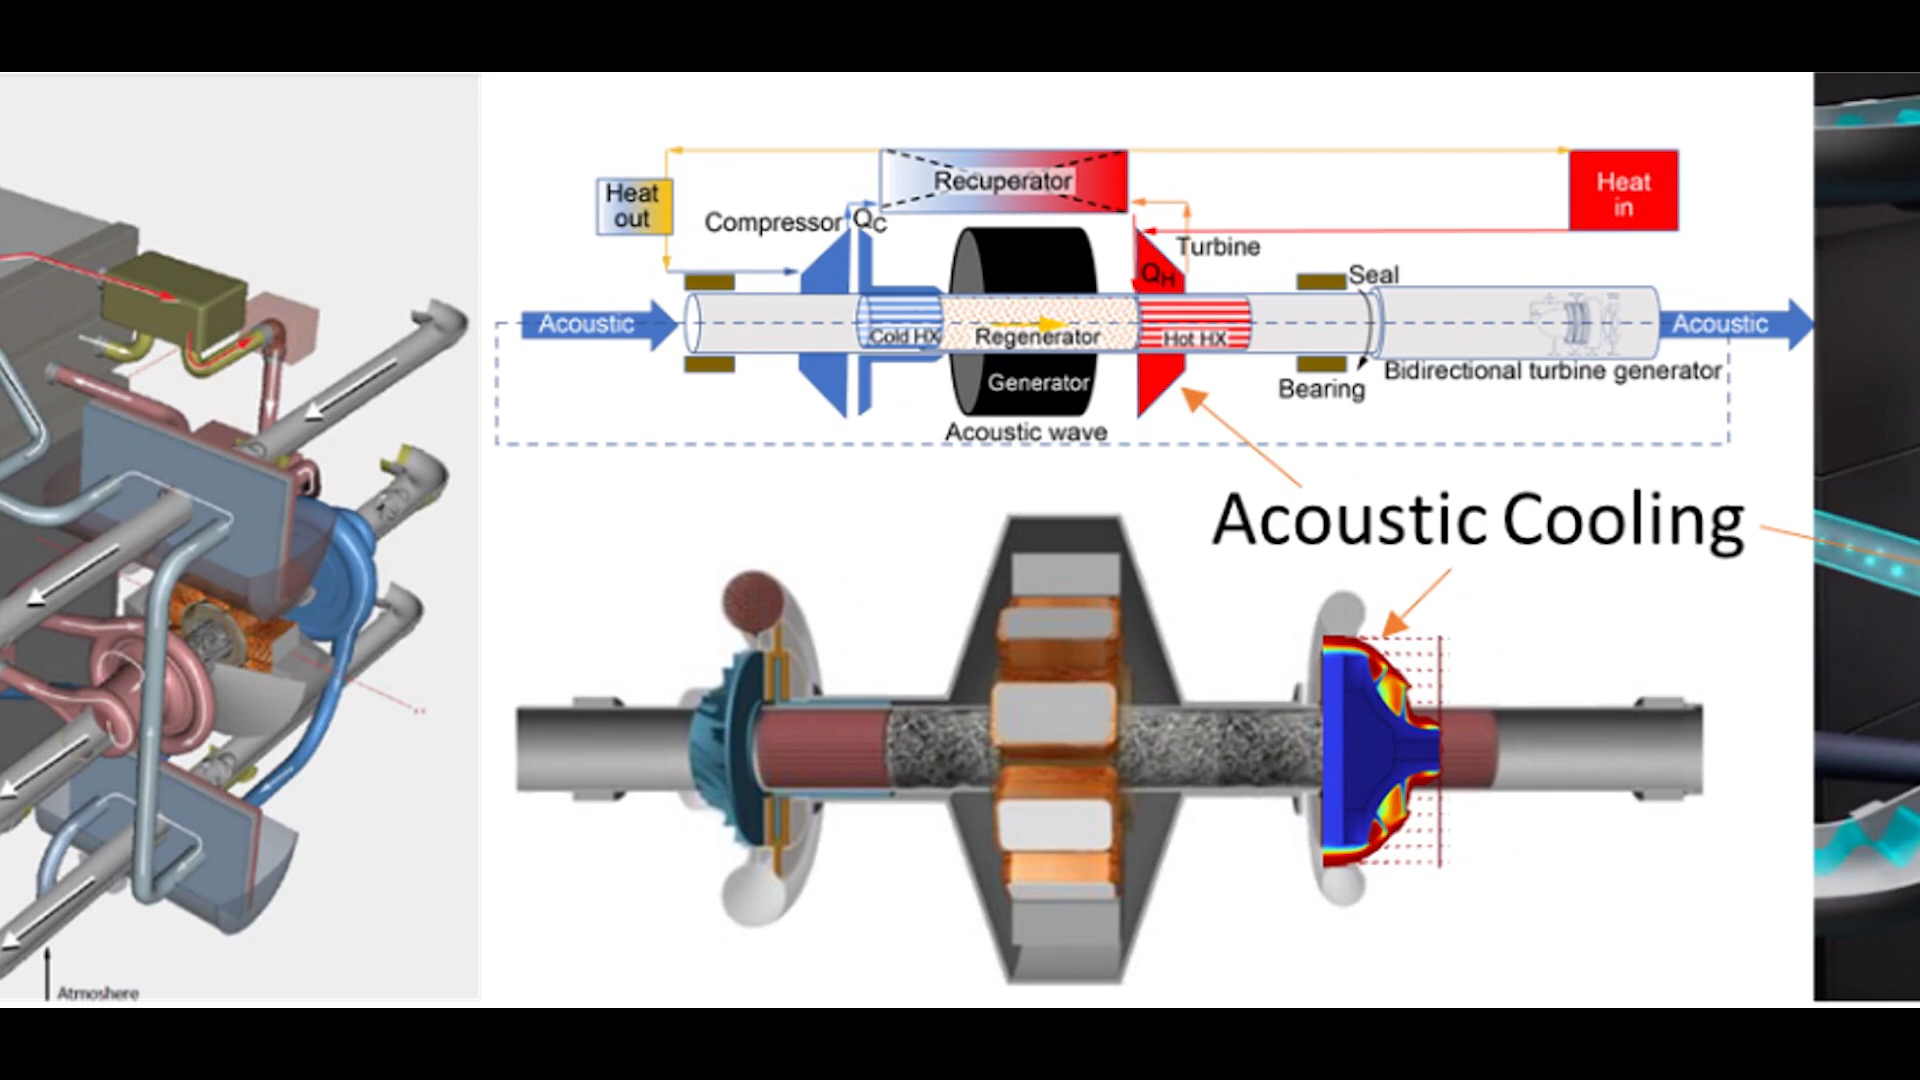 Recuperator
Heat
out
Heat
in
Compressor
QC
Turbine
QH
Seal
Acoustic
Cold HX
Regenerator
Hot HX
Acoustic
Generator
Bearing
Bidirectional turbine generator
Acoustic wave
Acoustic Cooling
Atmoshere